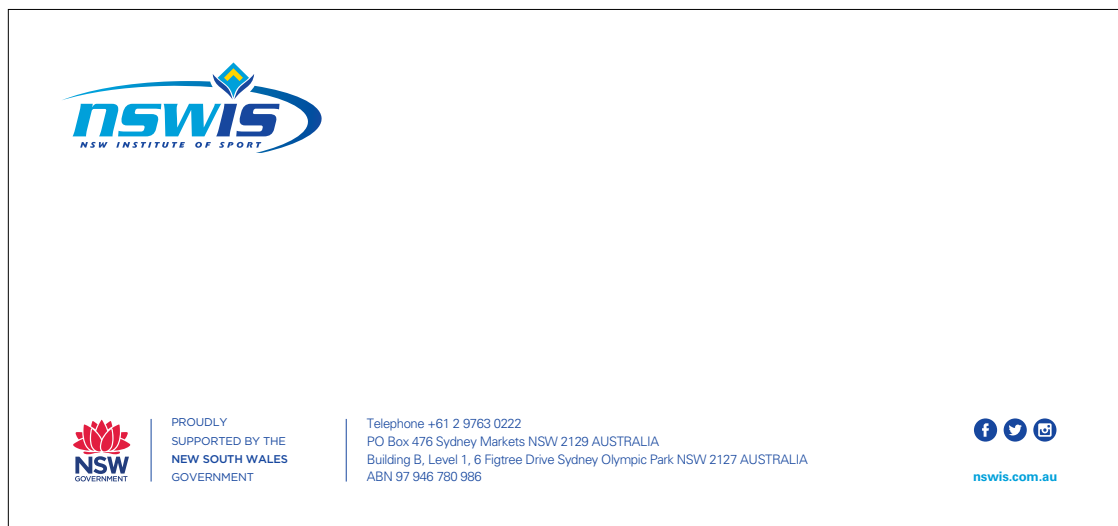 nswis
NSW INSTITUTE OF SPORT
NSW
GOVERNMENT
PROUDLY
SUPPORTED BY THE
NEW SOUTH WALES
GOVERNMENT
Telephone +61 2 9763 0222
PO Box 476 Sydney Markets NSW 2129 AUSTRALIA
Building B, Level 1, 6 Figtree Drive Sydney Olympic Park NSW 2127 AUSTRALIA
ABN 97 946 780 986
nswis.com.au